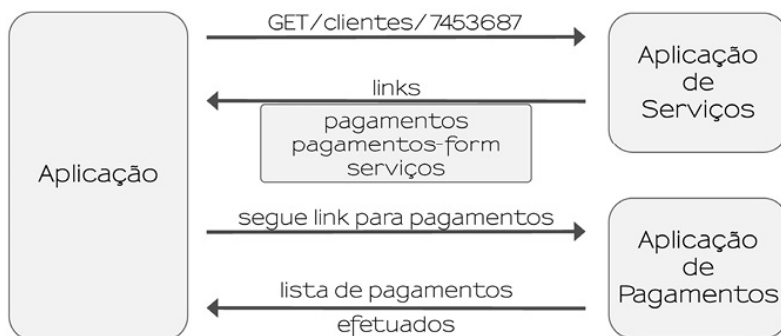 GET/clientes/7453687
Aplicação
de
Serviços
links
pagamentos
pagamentos-form
serviços
Aplicação
segue link para pagamentos
Aplicação
de
Pagamentos
lista de pagamentos
efetuados